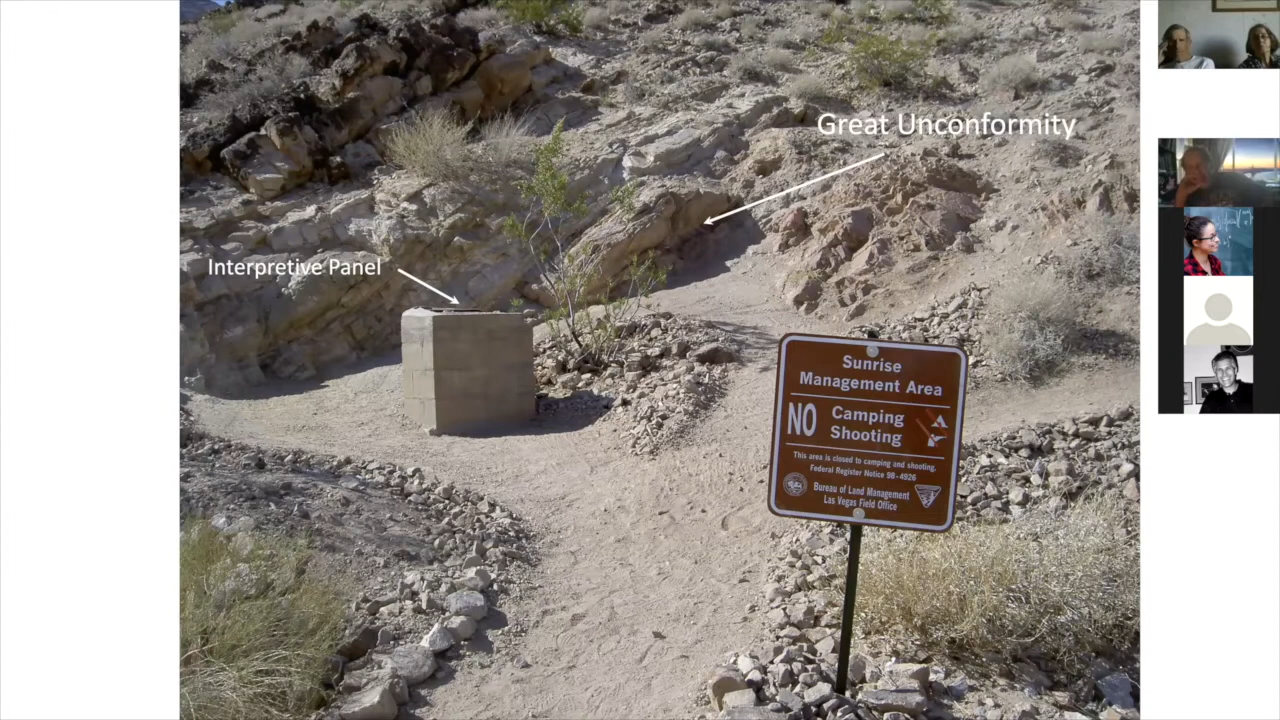 Great Unconformity
Interpretive Panel
Sunrise
Management Area
NO Camping
Shooting
This area is closed to camping and shooting.
Federal Register Notice 98-4926
Bureau of Land Management
Las Vegas Field Office